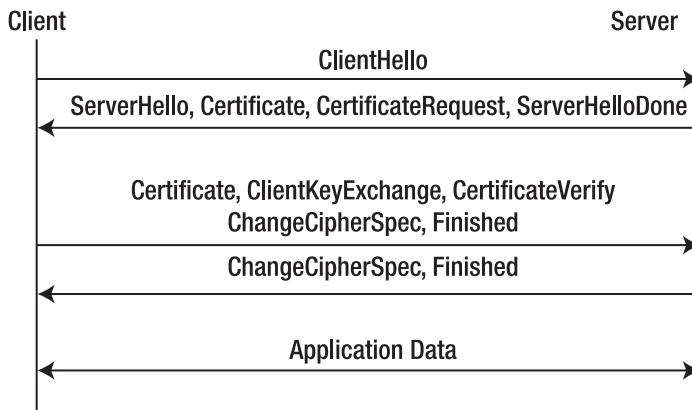 Client
Server
ClientHello
ServerHello, Certificate, CertificateRequest, ServerHelloDone
Certificate, ClientKeyExchange, CertificateVerify
ChangeCipherSpec, Finished
ChangeCipherSpec, Finished
Application Data